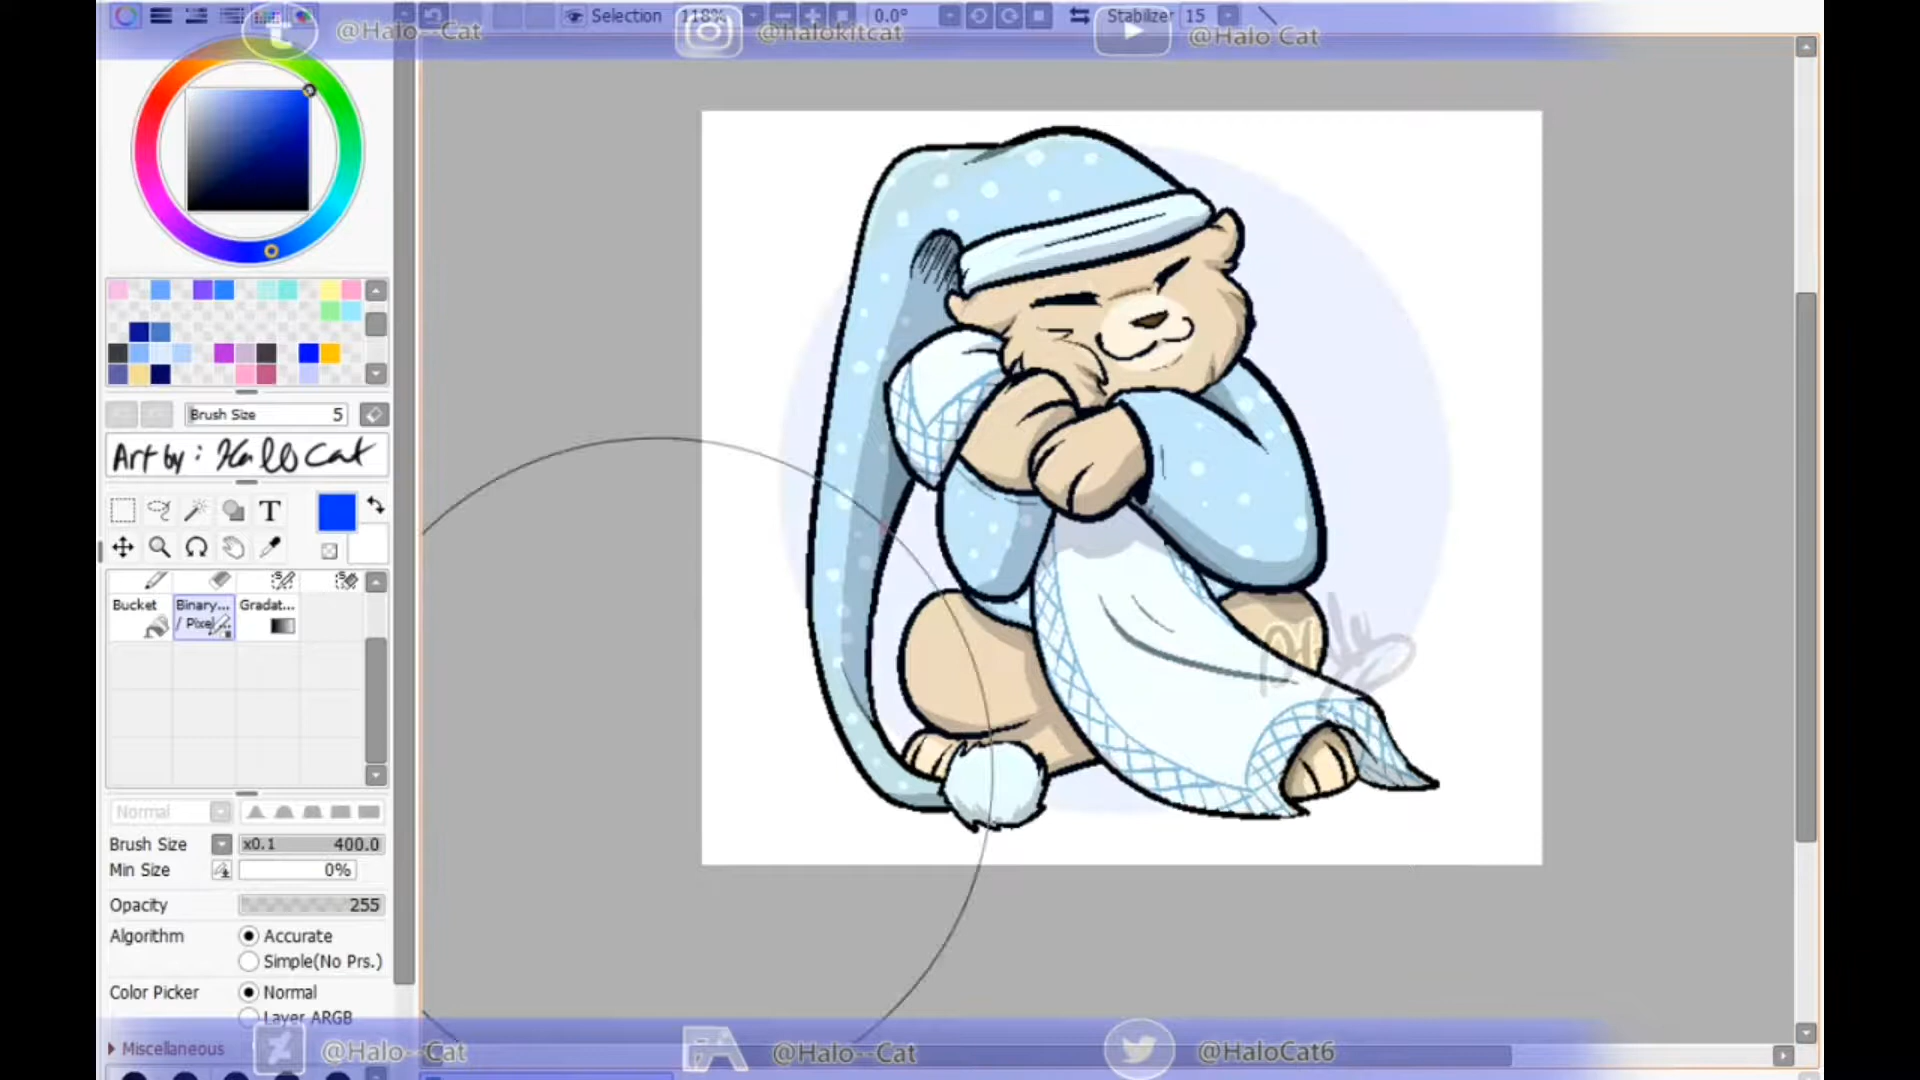 Selection 118% 0.0° Stabilizer 15
@Halo--Cat @halokitcat @Halo Cat
Brush Size 5
Art by: Halo Cat
T
Bucket Binary... Gradat...
/ Pixel
Normal
Brush Size x0.1 400.0
Min Size 0%
Opacity 255
Algorithm Accurate
Simple(No Prs.)
Color Picker Normal
Layer ARGB
Miscellaneous @Halo--Cat FA @Halo--Cat @HaloCat6